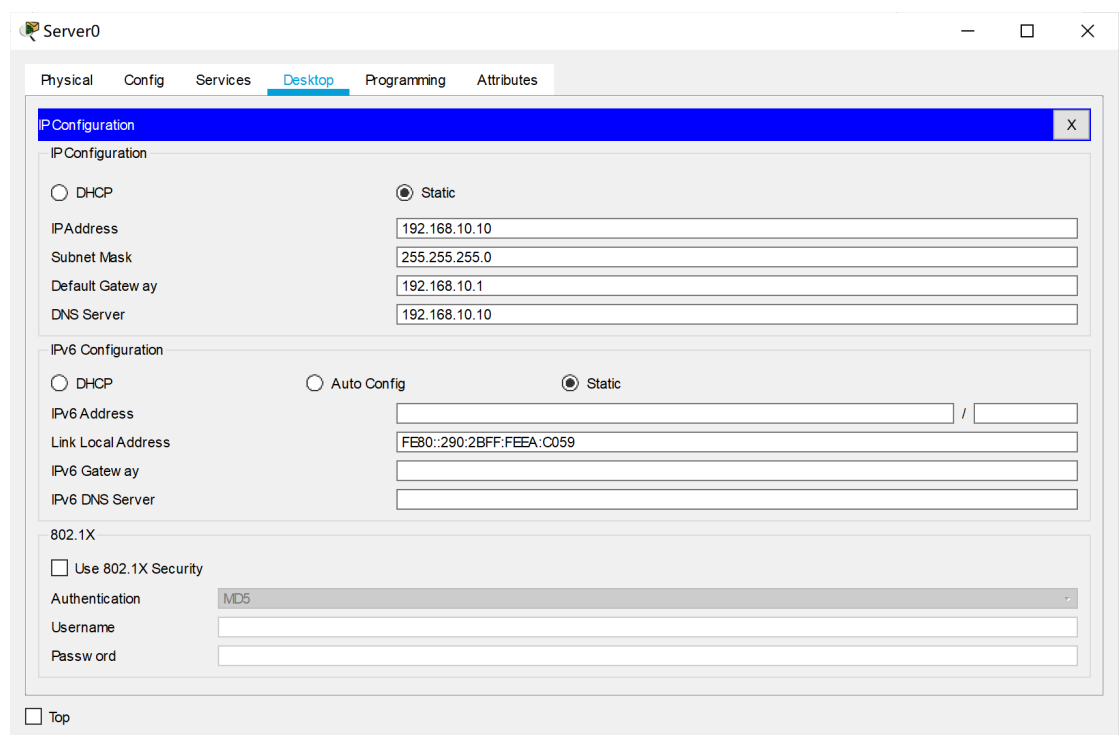 Server0
Physical Config Services Desktop Programming Attributes
IP Configuration X
IP Configuration
DHCP Static
IP Address 192.168.10.10
Subnet Mask 255.255.255.0
Default Gateway 192.168.10.1
DNS Server 192.168.10.10
IPv6 Configuration
DHCP Auto Config Static
IPv6 Address /
Link Local Address FE80::290:2BFF:FEEA:C059
IPv6 Gateway
IPv6 DNS Server
802.1X
Use 802.1X Security
Authentication MD5
Username
Password
Top